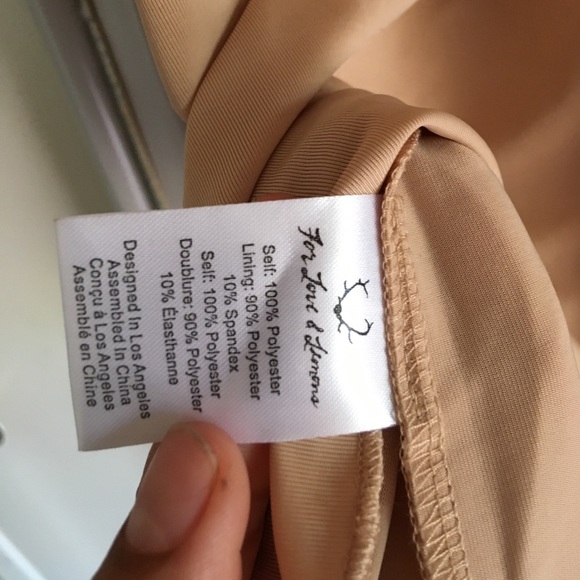 For Love & Lemons
Self: 100% Polyester
Lining: 90% Polyester
10% Spandex
Self: 100% Polyester
Doublure: 90% Polyester
10% Élasthanne
Designed In Los Angeles
Assembled In China
Conçu à Los Angeles
Assemblé en Chine